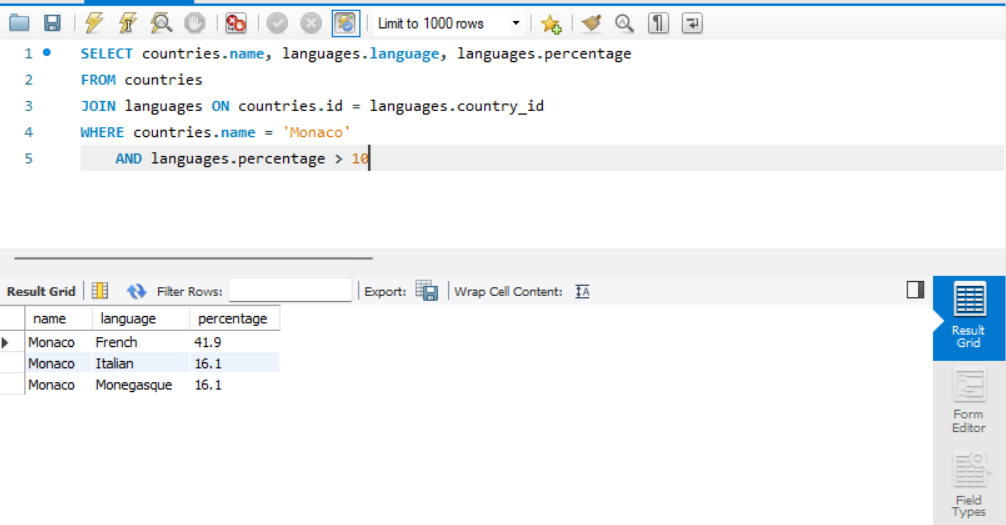 Limit to 1000 rows
1 SELECT countries.name, languages.language, languages.percentage
2 FROM countries
3 JOIN languages ON countries.id = languages.country_id
4 WHERE countries.name = 'Monaco'
5 AND languages.percentage > 10
Result Grid Filter Rows: Export: Wrap Cell Content: IA
name language percentage
Monaco French 41.9
Monaco Italian 16.1
Monaco Monegasque 16.1
Result
Grid
Form
Editor
Field
Types